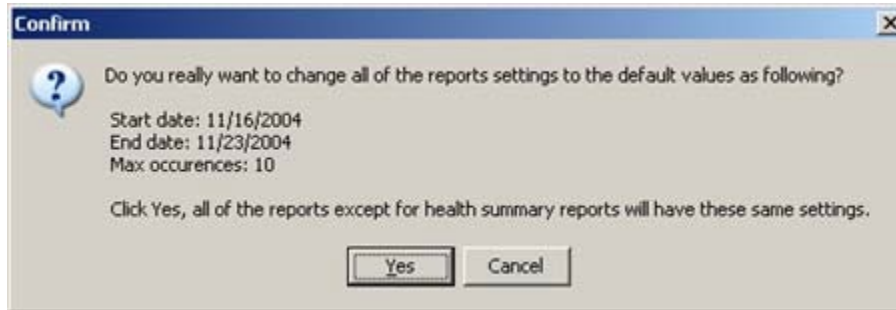 Confirm
Do you really want to change all of the reports settings to the default values as following?
Start date: 11/16/2004
End date: 11/23/2004
Max occurences: 10
Click Yes, all of the reports except for health summary reports will have these same settings.
Yes
Cancel